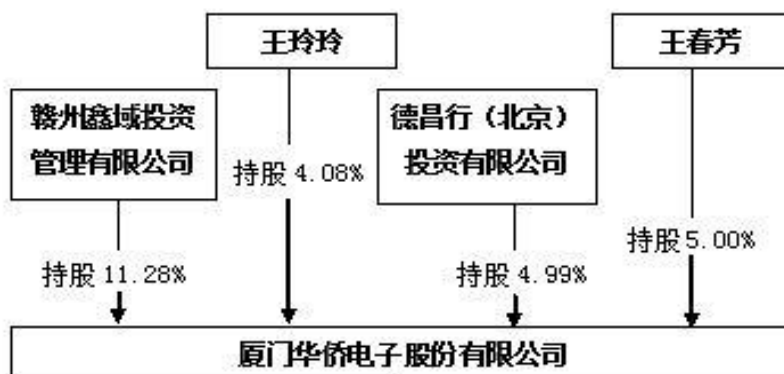 王玲玲
王春芳
赣州鑫域投资
管理有限公司
德昌行（北京）
投资有限公司
持股 4.08%
持股 5.00%
持股 11.28%
持股 4.99%
厦门华侨电子股份有限公司